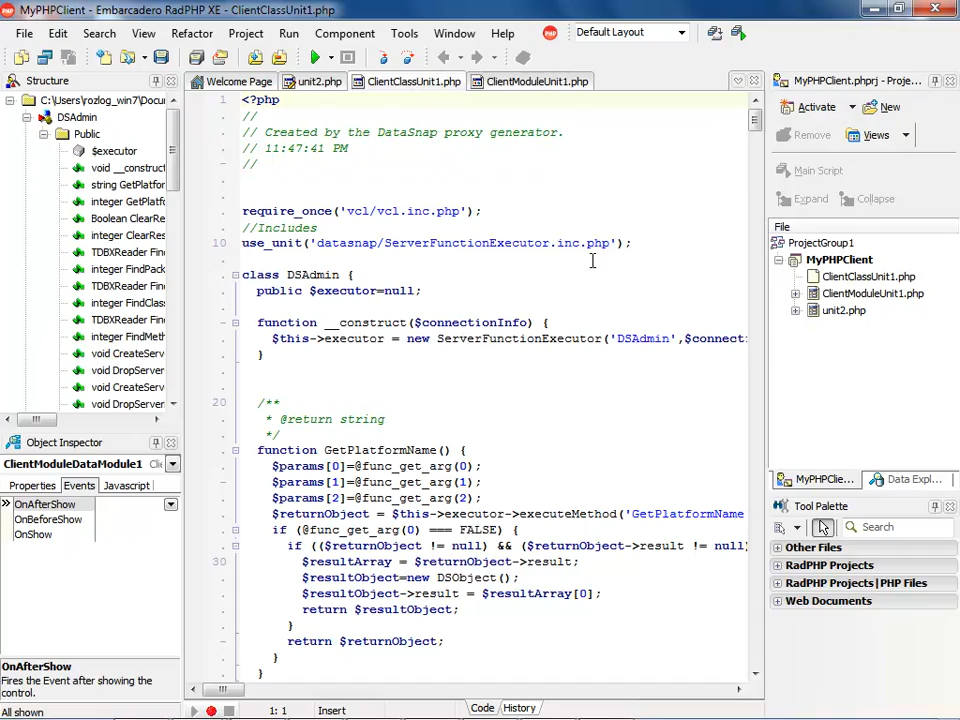 MyPHPClient - Embarcadero RadPHP XE - ClientClassUnit1.php
File Edit Search View Refactor Project Run Component Tools Window Help
PHP
Default Layout
Structure
C:\Users\rozlog_win7\Docu
DSAdmin
Public
$executor
void __construct
string GetPlatfor
integer GetPlatfo
Boolean ClearRe
integer ClearRes
TDBXReader Find
integer FindPack
TDBXReader Find
integer FindClas
TDBXReader Find
integer FindMeth
void CreateServ
void DropServer
void CreateServ
void DropServer
Object Inspector
ClientModuleDataModule1
Properties Events Javascript
OnAfterShow
OnBeforeShow
OnShow
OnAfterShow
Fires the Event after showing the
control.
All shown
Welcome Page unit2.php ClientClassUnit1.php ClientModuleUnit1.php
1 <?php
//
// Created by the DataSnap proxy generator.
// 11:47:41 PM
//
require_once('vcl/vcl.inc.php');
//Includes
10 use_unit('datasnap/ServerFunctionExecutor.inc.php');
class DSAdmin {
public $executor=null;
function __construct($connectionInfo) {
$this->executor = new ServerFunctionExecutor('DSAdmin',$connecti
}
20 /**
* @return string
*/
function GetPlatformName() {
$params[0]=@func_get_arg(0);
$params[1]=@func_get_arg(1);
$params[2]=@func_get_arg(2);
$returnObject = $this->executor->executeMethod('GetPlatformName
if (@func_get_arg(0) === FALSE) {
if (($returnObject != null) && ($returnObject->result != null)
30 $resultArray = $returnObject->result;
$resultObject=new DSObject();
$resultObject->result = $resultArray[0];
return $resultObject;
}
return $returnObject;
}
}
1: 1 Insert Code History
MyPHPClient.phprj - Proje...
Activate New
Remove Views
Main Script
Expand Collapse
File
ProjectGroup1
MyPHPClient
ClientClassUnit1.php
ClientModuleUnit1.php
unit2.php
MyPHPClie... Data Expl...
Tool Palette
Search
Other Files
RadPHP Projects
RadPHP Projects|PHP Files
Web Documents